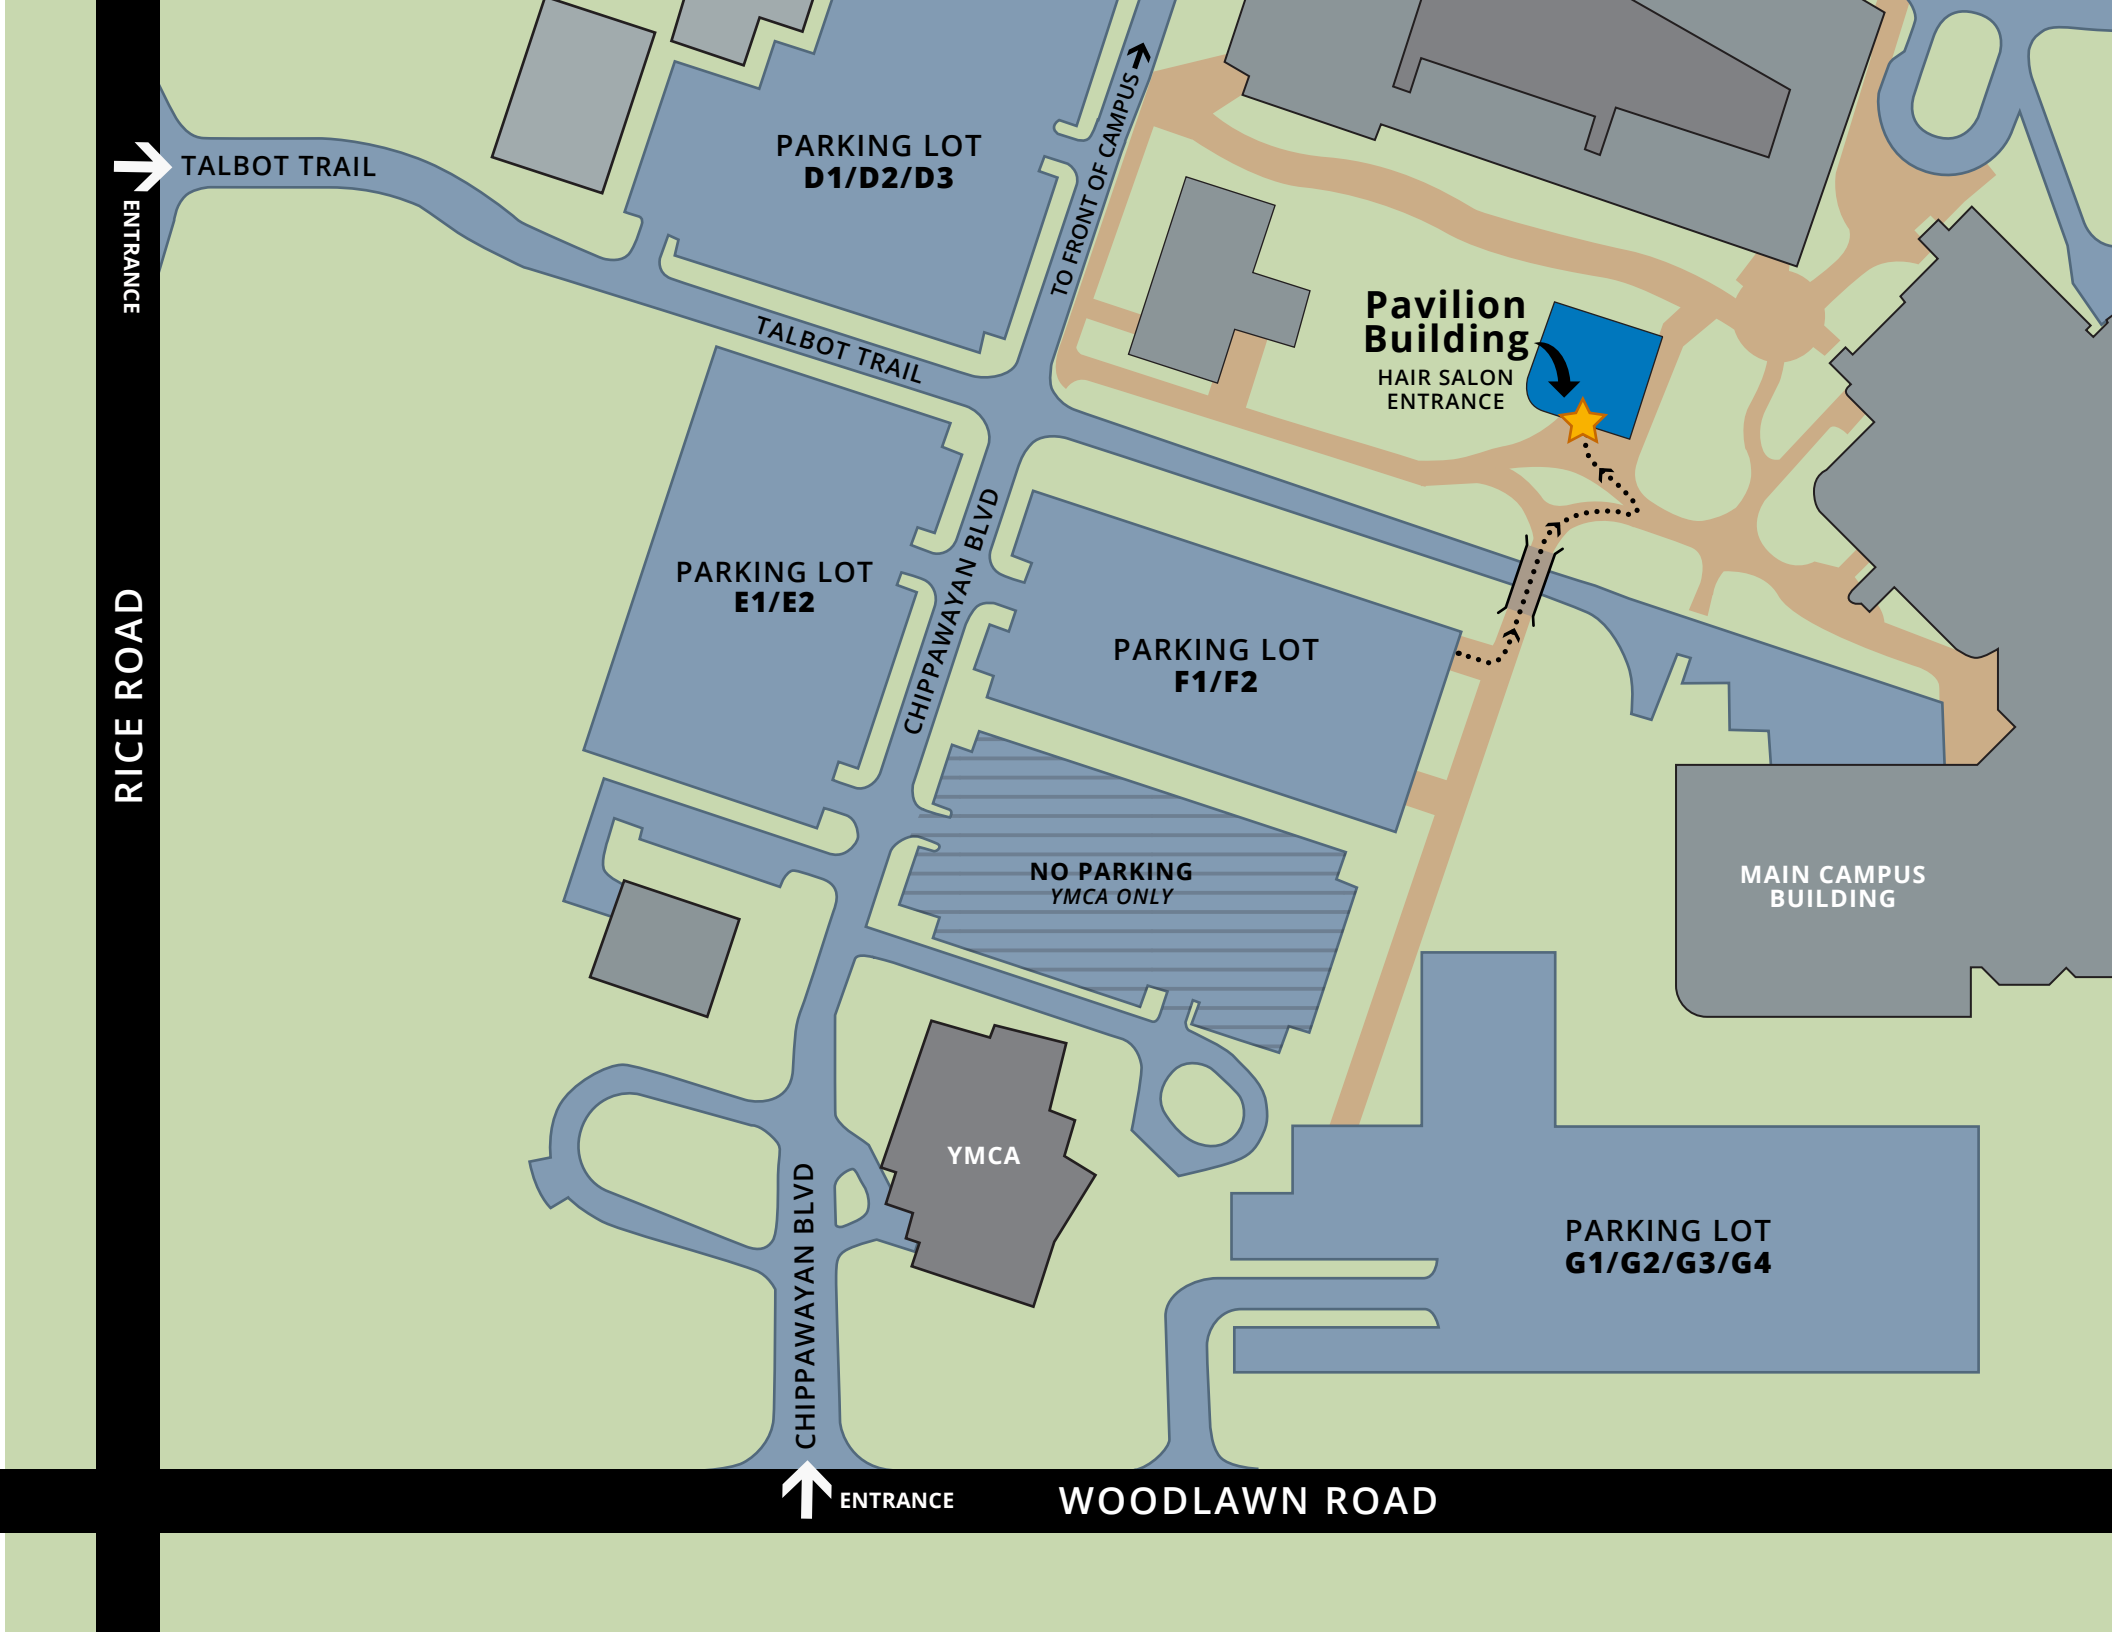 TO FRONT OF CAMPUS
PARKING LOT
D1/D2/D3
TALBOT TRAIL
ENTRANCE
Pavilion
Building
HAIR SALON
ENTRANCE
TALBOT TRAIL
CHIPPAWAYAN BLVD
PARKING LOT
E1/E2
PARKING LOT
F1/F2
RICE ROAD
NO PARKING
YMCA ONLY
MAIN CAMPUS
BUILDING
YMCA
CHIPPAWAYAN BLVD
PARKING LOT
G1/G2/G3/G4
ENTRANCE
WOODLAWN ROAD